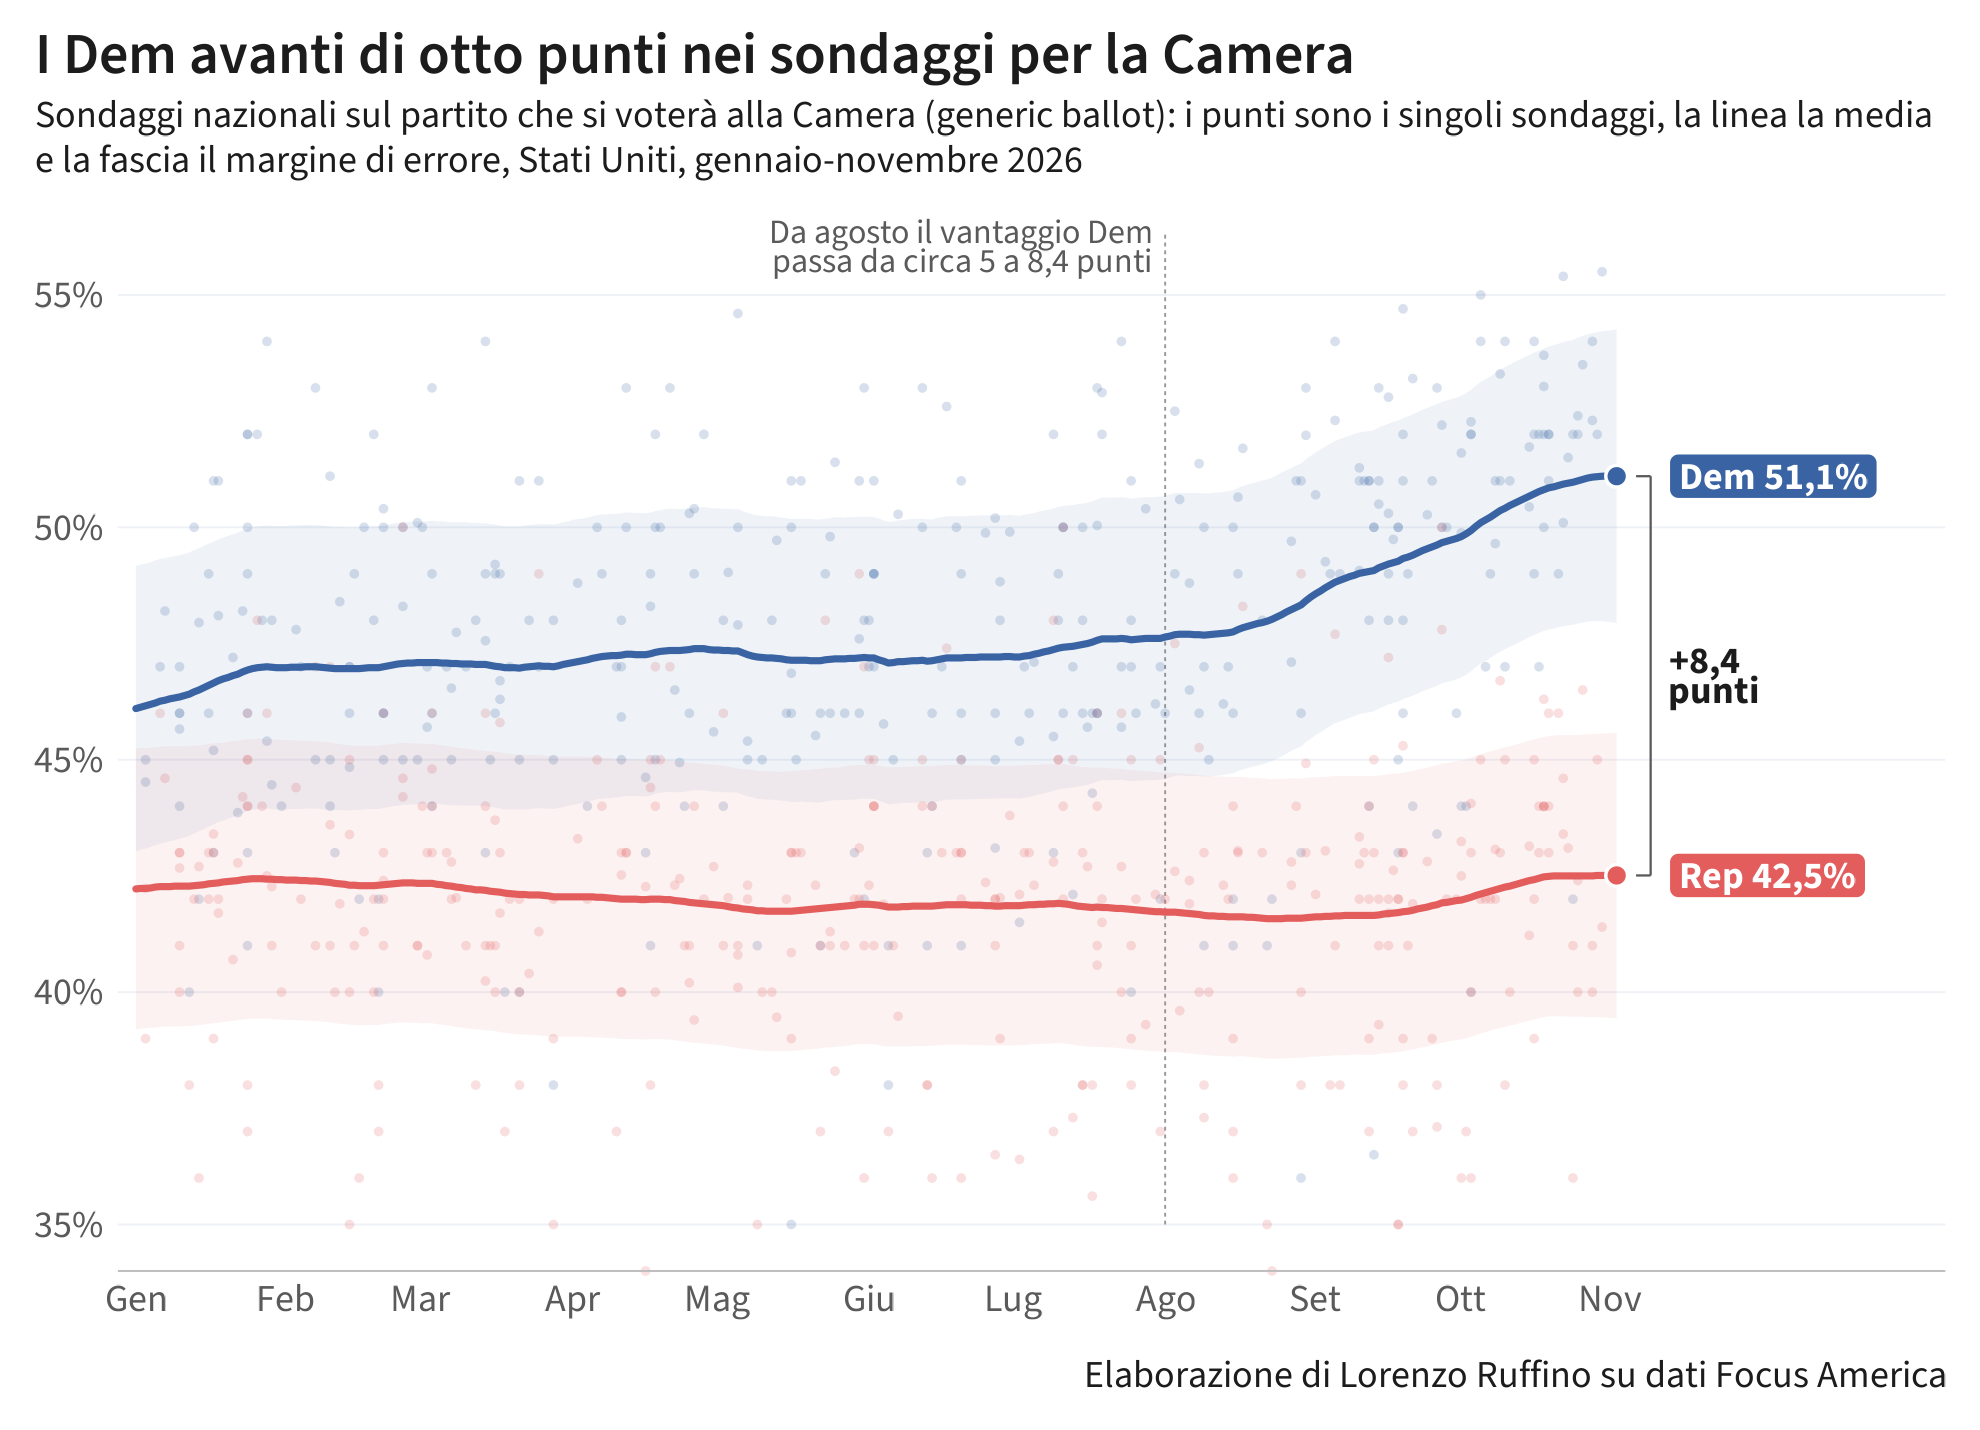 I Dem avanti di otto punti nei sondaggi per la Camera
Sondaggi nazionali sul partito che si voterà alla Camera (generic ballot): i punti sono i singoli sondaggi, la linea la media
e la fascia il margine di errore, Stati Uniti, gennaio-novembre 2026
Da agosto il vantaggio Dem
passa da circa 5 a 8,4 punti
55%
50%
45%
40%
35%
Dem 51,1%
+8,4
punti
Rep 42,5%
Gen Feb Mar Apr Mag Giu Lug Ago Set Ott Nov
Elaborazione di Lorenzo Ruffino su dati Focus America